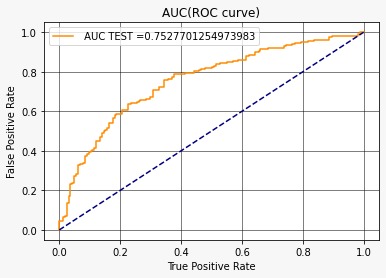 AUC(ROC curve)
AUC TEST =0.7527701254973983
1.0
0.8
0.6
0.4
0.2
0.0
False Positive Rate
0.0 0.2 0.4 0.6 0.8 1.0
True Positive Rate